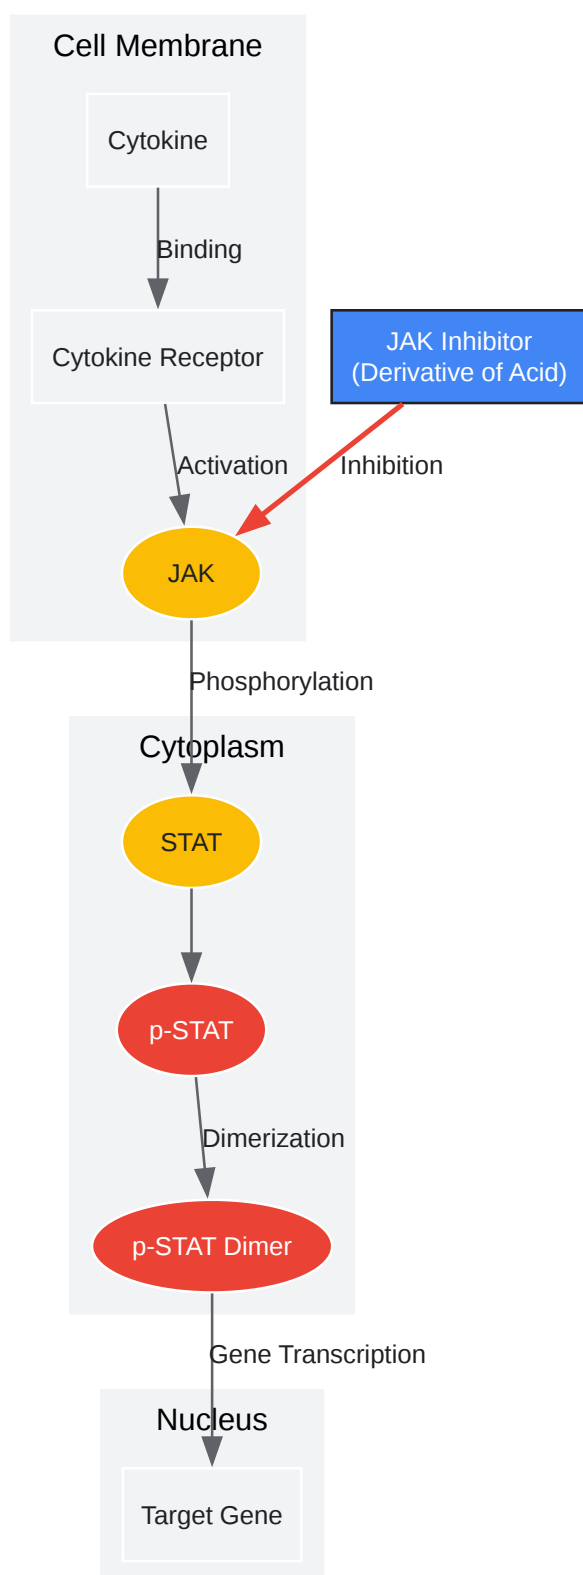 Cell Membrane
Cytokine
Binding
Cytokine Receptor
JAK Inhibitor
(Derivative of Acid)
Activation
Inhibition
JAK
Phosphorylation
Cytoplasm
STAT
p-STAT
Dimerization
p-STAT Dimer
Gene Transcription
Nucleus
Target Gene